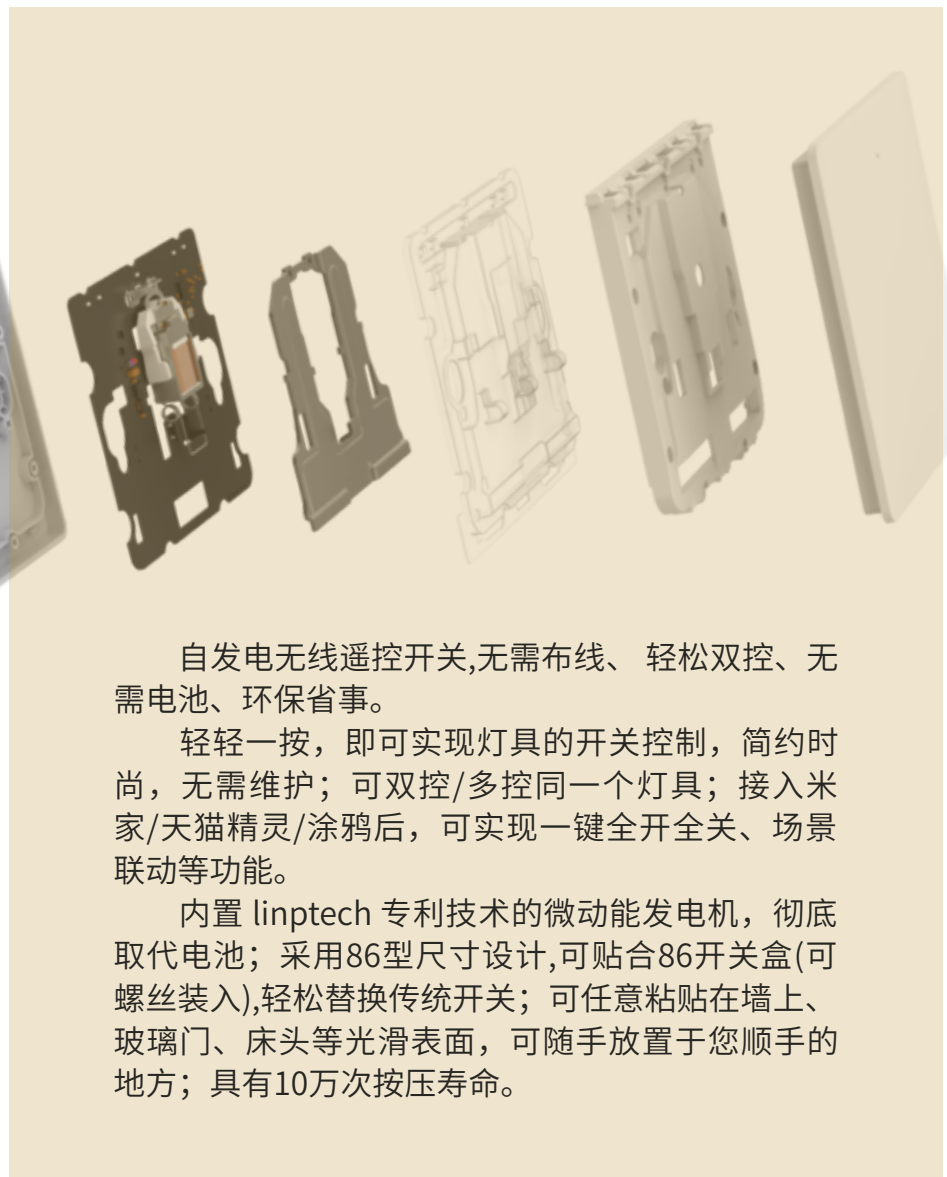 自发电无线遥控开关,无需布线、 轻松双控、无
需电池、环保省事。
轻轻一按，即可实现灯具的开关控制，简约时
尚，无需维护；可双控/多控同一个灯具；接入米
家/天猫精灵/涂鸦后，可实现一键全开全关、场景
联动等功能。
内置 linptech 专利技术的微动能发电机，彻底
取代电池；采用86型尺寸设计,可贴合86开关盒(可
螺丝装入),轻松替换传统开关；可任意粘贴在墙上、
玻璃门、床头等光滑表面，可随手放置于您顺手的
地方；具有10万次按压寿命。